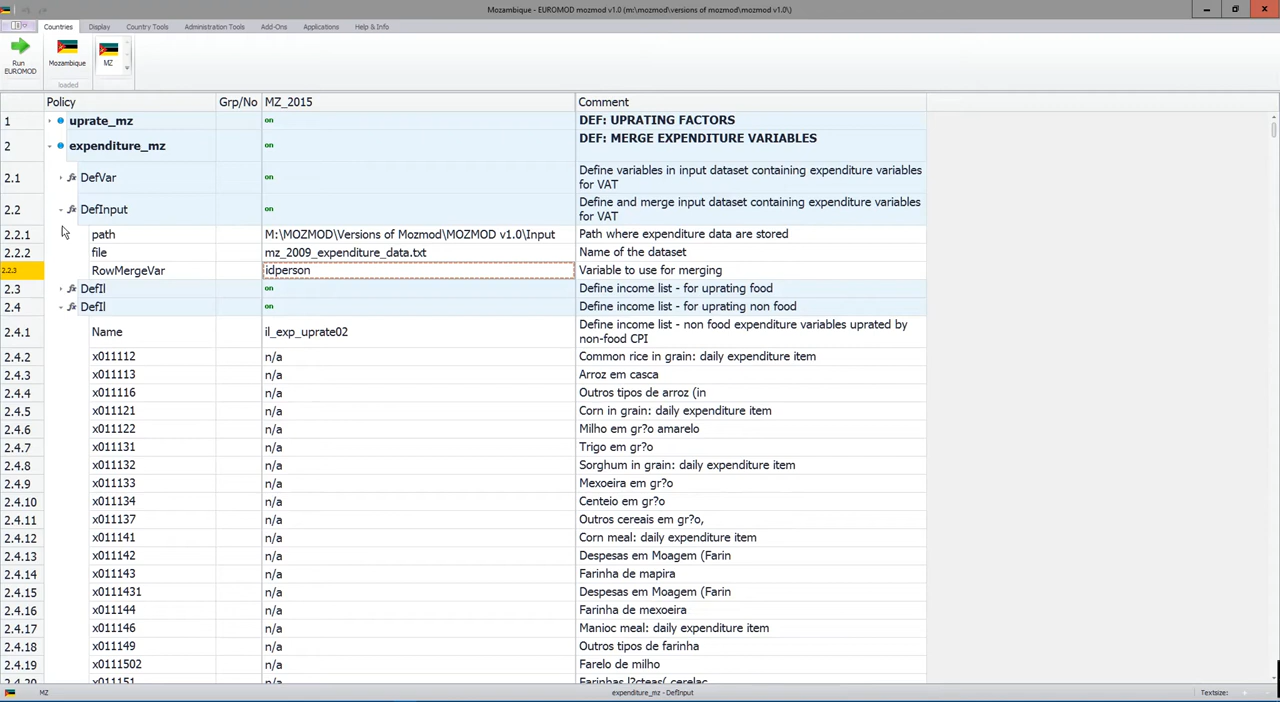 Mozambique - EUROMOD mozmod v1.0 (m:\mozmod\versions of mozmod\mozmod v1.0\)
Countries Display Country Tools Administration Tools Add-Ons Applications Help & Info
Run EUROMOD
Mozambique
MZ
loaded
Policy Grp/No MZ_2015 Comment
1 uprate_mz on DEF: UPRATING FACTORS
2 expenditure_mz on DEF: MERGE EXPENDITURE VARIABLES
2.1 fx DefVar on Define variables in input dataset containing expenditure variables
for VAT
2.2 fx DefInput on Define and merge input dataset containing expenditure variables
for VAT
2.2.1 path M:\MOZMOD\Versions of Mozmod\MOZMOD v1.0\Input Path where expenditure data are stored
2.2.2 file mz_2009_expenditure_data.txt Name of the dataset
2.2.3 RowMergeVar idperson Variable to use for merging
2.3 fx DefIl on Define income list - for uprating food
2.4 fx DefIl on Define income list - for uprating non food
2.4.1 Name il_exp_uprate02 Define income list - non food expenditure variables uprated by
non-food CPI
2.4.2 x011112 n/a Common rice in grain: daily expenditure item
2.4.3 x011113 n/a Arroz em casca
2.4.4 x011116 n/a Outros tipos de arroz (in
2.4.5 x011121 n/a Corn in grain: daily expenditure item
2.4.6 x011122 n/a Milho em gr?o amarelo
2.4.7 x011131 n/a Trigo em gr?o
2.4.8 x011132 n/a Sorghum in grain: daily expenditure item
2.4.9 x011133 n/a Mexoeira em gr?o
2.4.10 x011134 n/a Centeio em gr?o
2.4.11 x011137 n/a Outros cereais em gr?o,
2.4.12 x011141 n/a Corn meal: daily expenditure item
2.4.13 x011142 n/a Despesas em Moagem (Farin
2.4.14 x011143 n/a Farinha de mapira
2.4.15 x0111431 n/a Despesas em Moagem (Farin
2.4.16 x011144 n/a Farinha de mexoeira
2.4.17 x011146 n/a Manioc meal: daily expenditure item
2.4.18 x011149 n/a Outros tipos de farinha
2.4.19 x0111502 n/a Farelo de milho
2.4.20 x011151 n/a Farinhas l?cteas( cerelac
MZ expenditure_mz - DefInput Textsize: